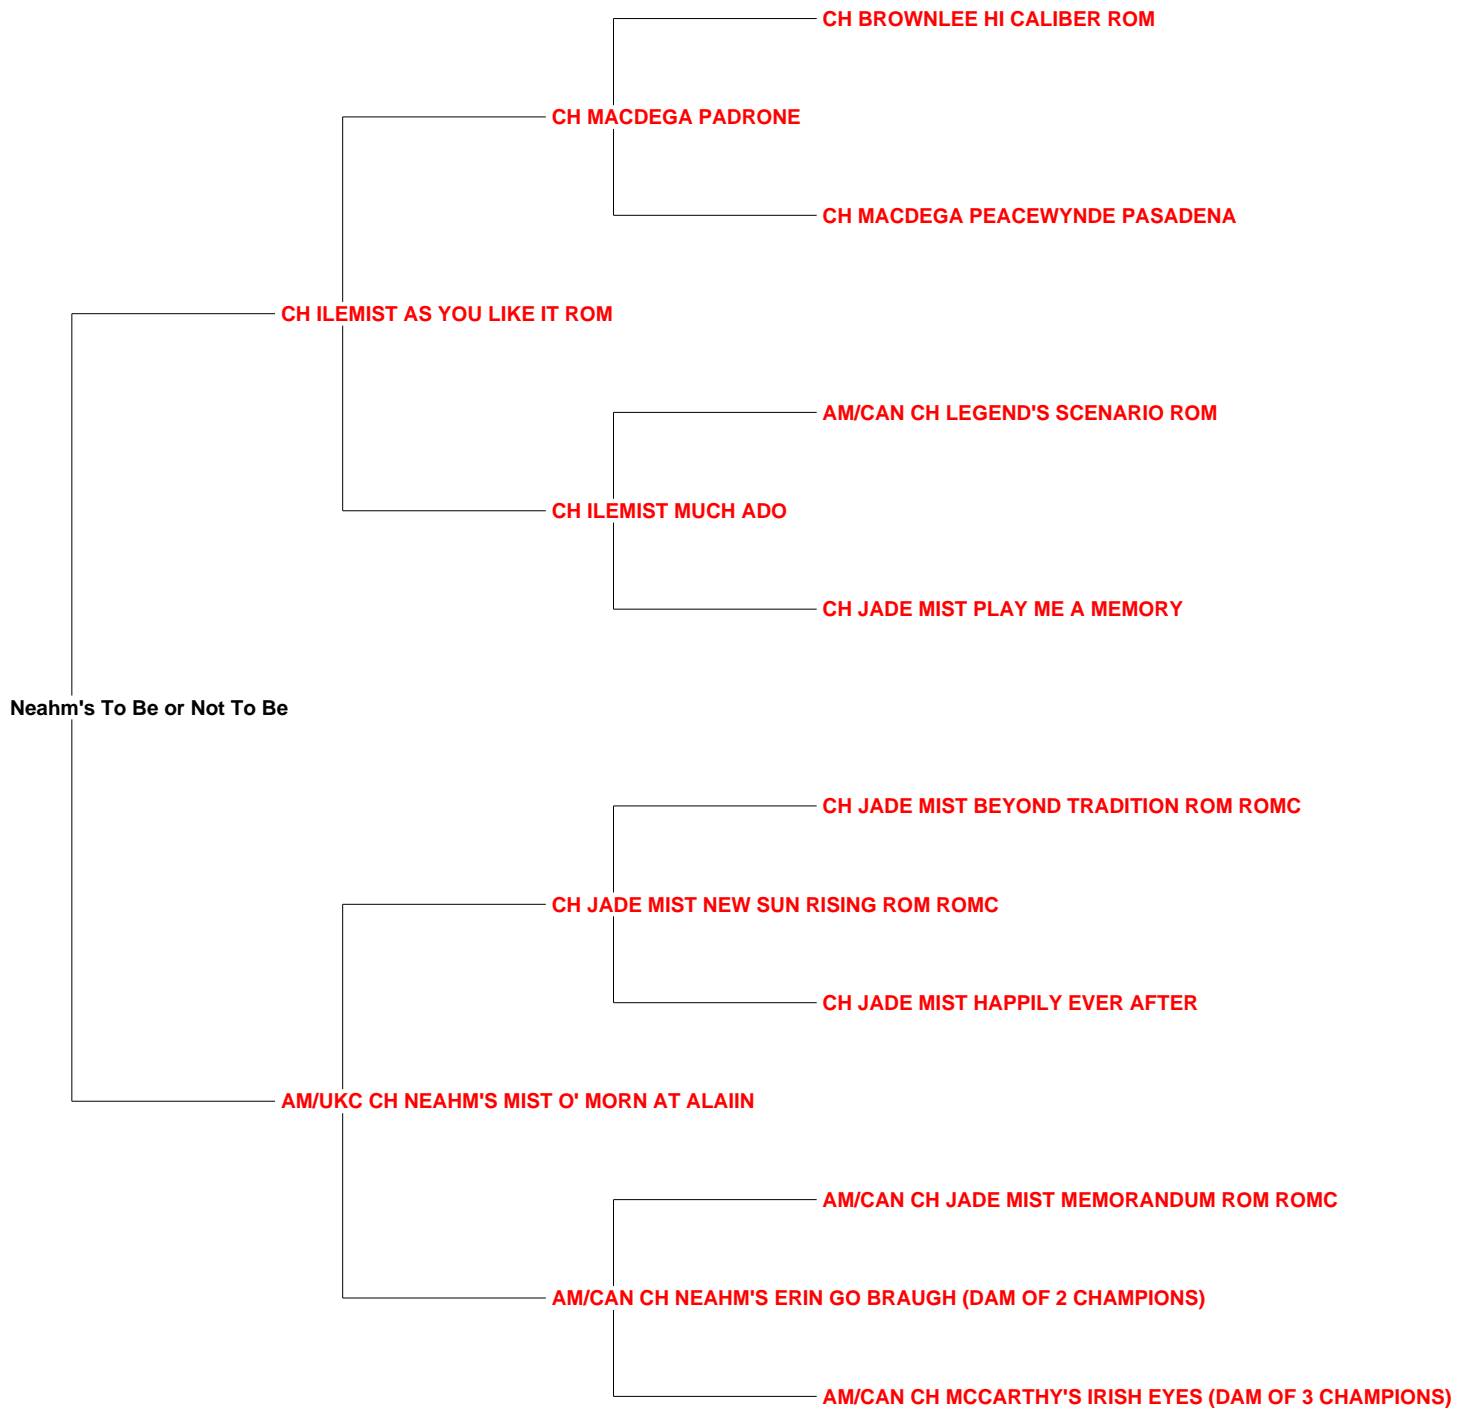 CH BROWNLEE HI CALIBER ROM
CH MACDEGA PADRONE
CH MACDEGA PEACEWYNDE PASADENA
CH ILEMIST AS YOU LIKE IT ROM
AM/CAN CH LEGEND'S SCENARIO ROM
CH ILEMIST MUCH ADO
CH JADE MIST PLAY ME A MEMORY
Neahm's To Be or Not To Be
CH JADE MIST BEYOND TRADITION ROM ROMC
CH JADE MIST NEW SUN RISING ROM ROMC
CH JADE MIST HAPPILY EVER AFTER
AM/UKC CH NEAHM'S MIST O' MORN AT ALAIIN
AM/CAN CH JADE MIST MEMORANDUM ROM ROMC
AM/CAN CH NEAHM'S ERIN GO BRAUGH (DAM OF 2 CHAMPIONS)
AM/CAN CH MCCARTHY'S IRISH EYES (DAM OF 3 CHAMPIONS)